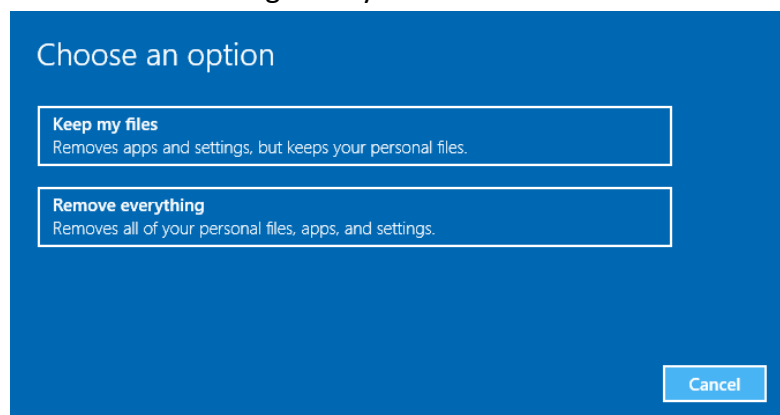 Choose an option
Keep my files
Removes apps and settings, but keeps your personal files.
Remove everything
Removes all of your personal files, apps, and settings.
Cancel